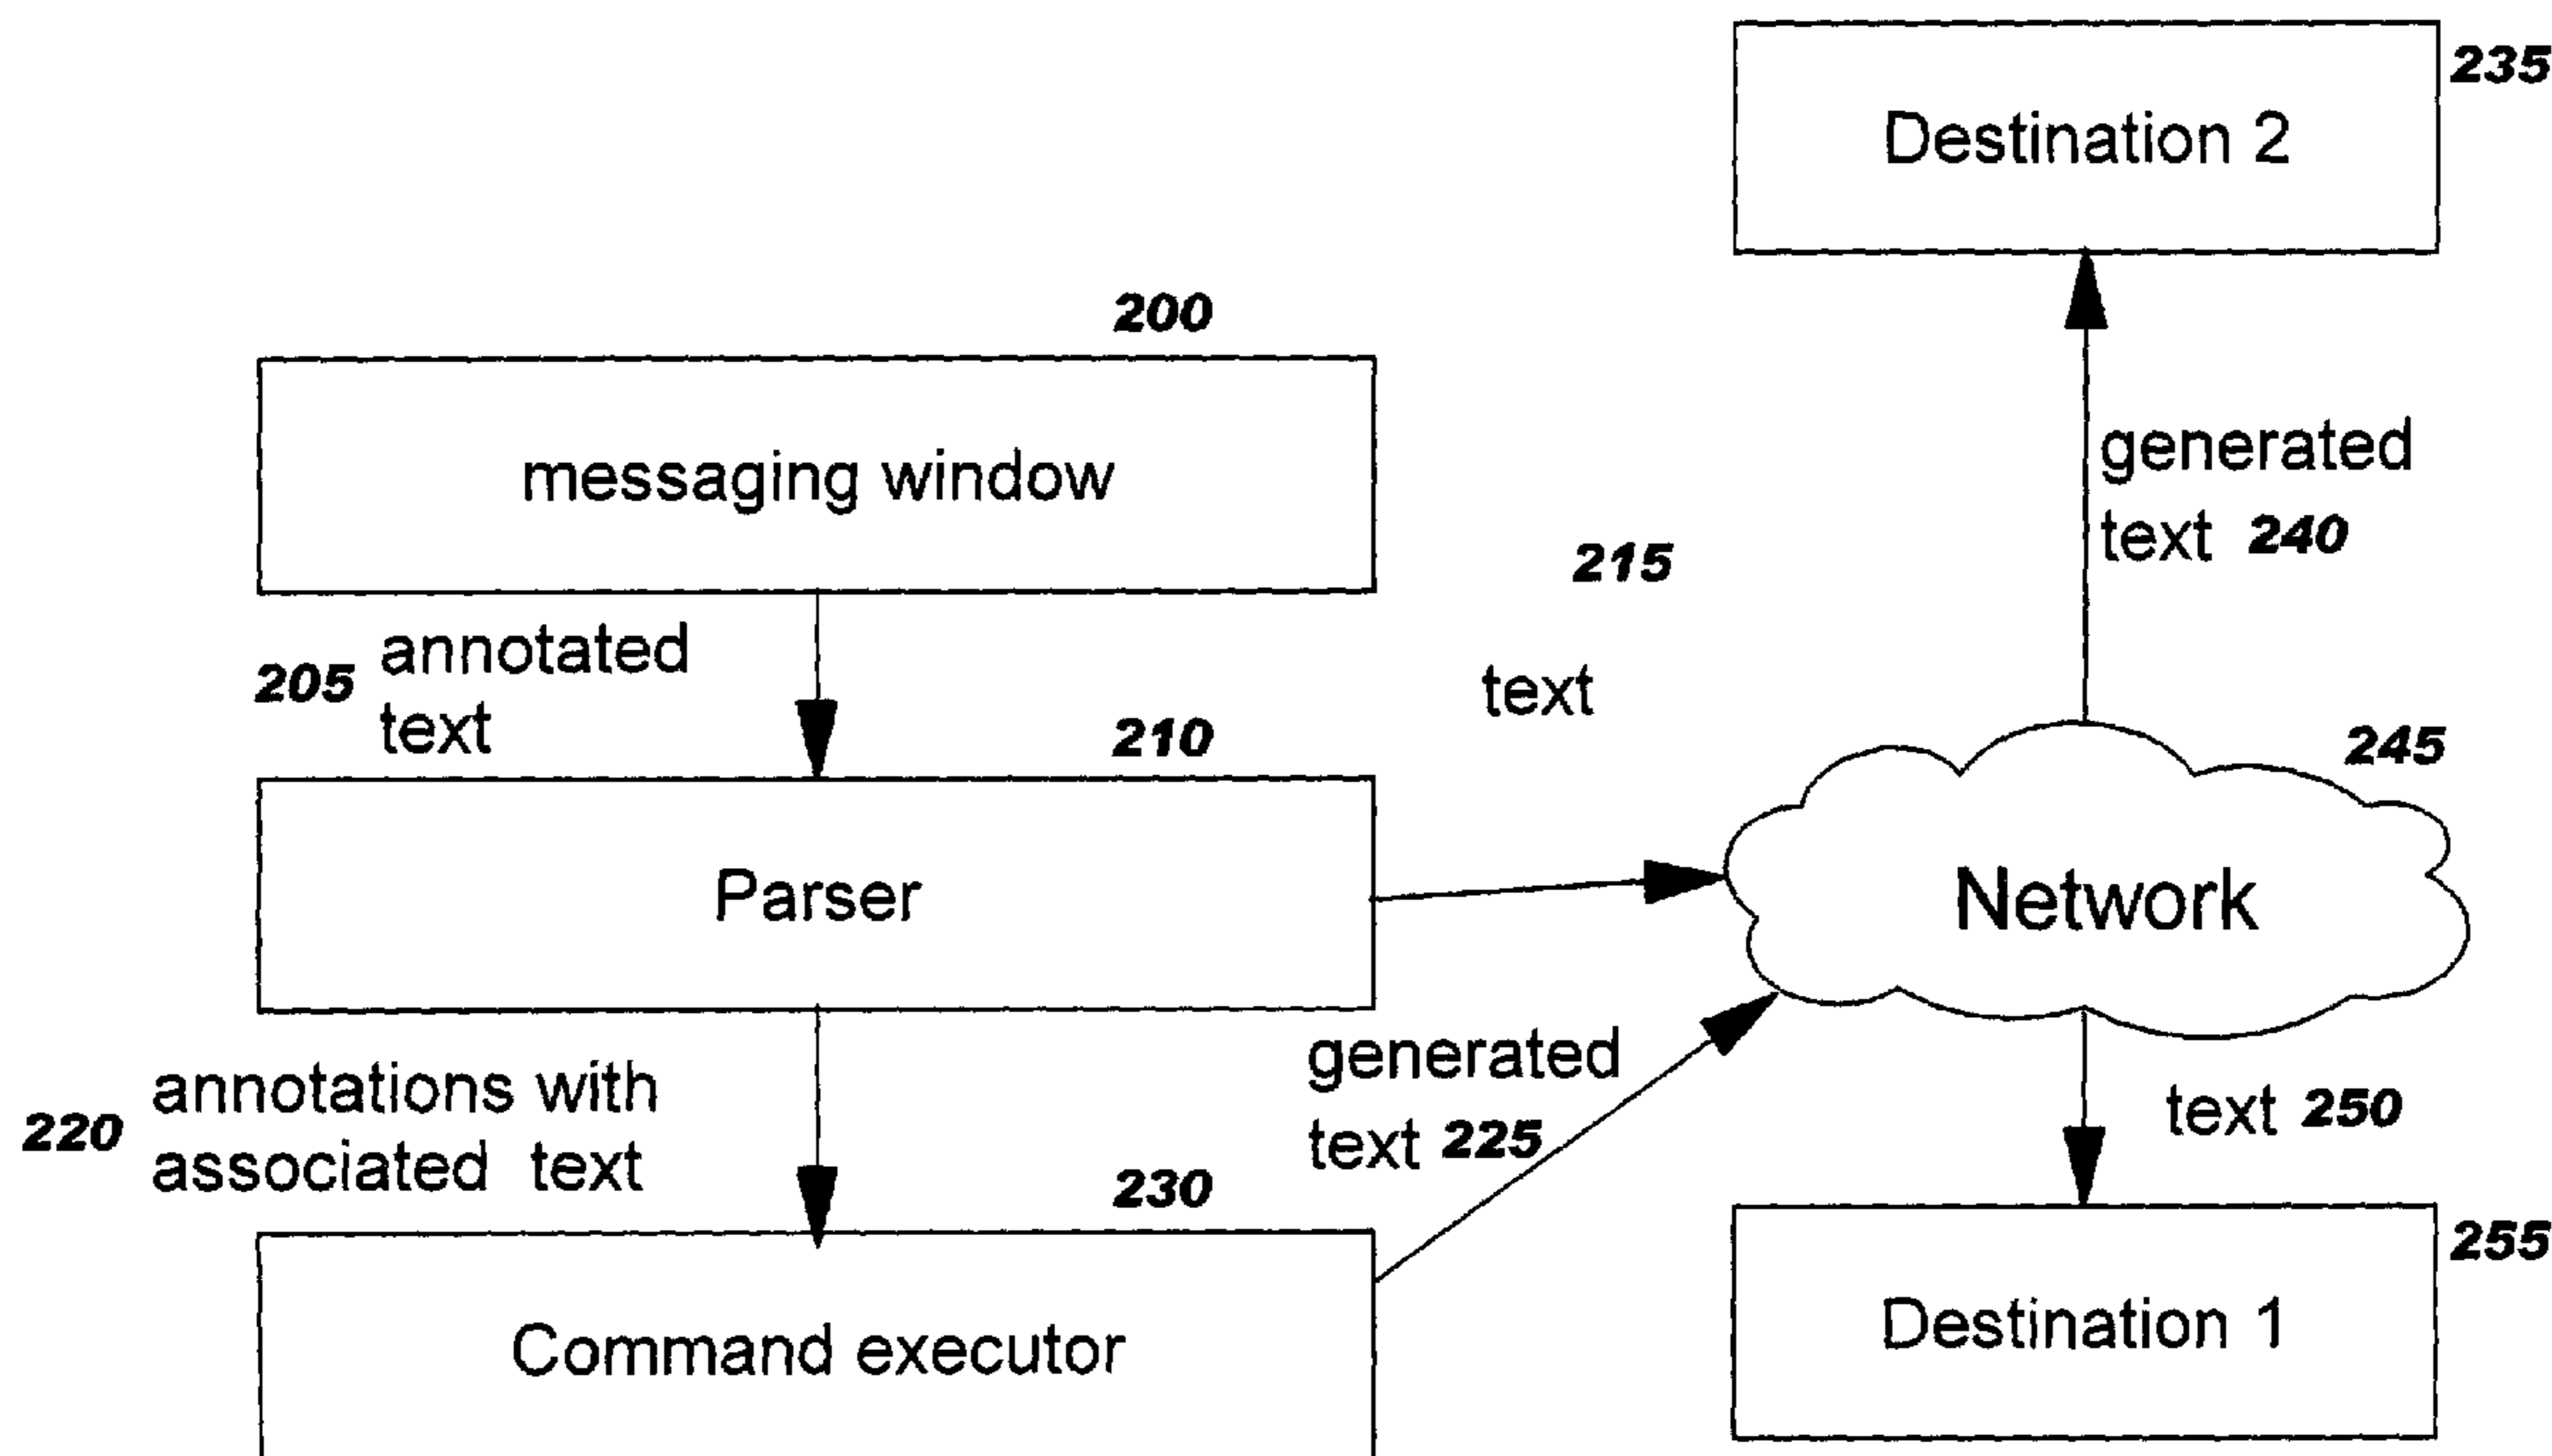 235
Destination 2
200
messaging window
generated
text 240
215
205 annotated
text
text
210
245
Parser
Network
220 annotations with
associated text
generated
text 225
text 250
230
255
Command executor
Destination 1